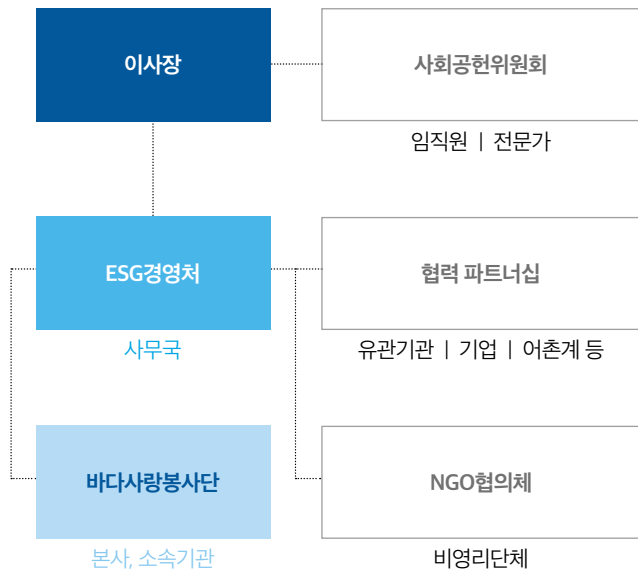 이사장
사회공헌위원회
임직원 | 전문가
ESG경영처
협력 파트너십
사무국
유관기관 | 기업 | 어촌계 등
바다사랑봉사단
NGO협의체
본사, 소속기관
비영리단체